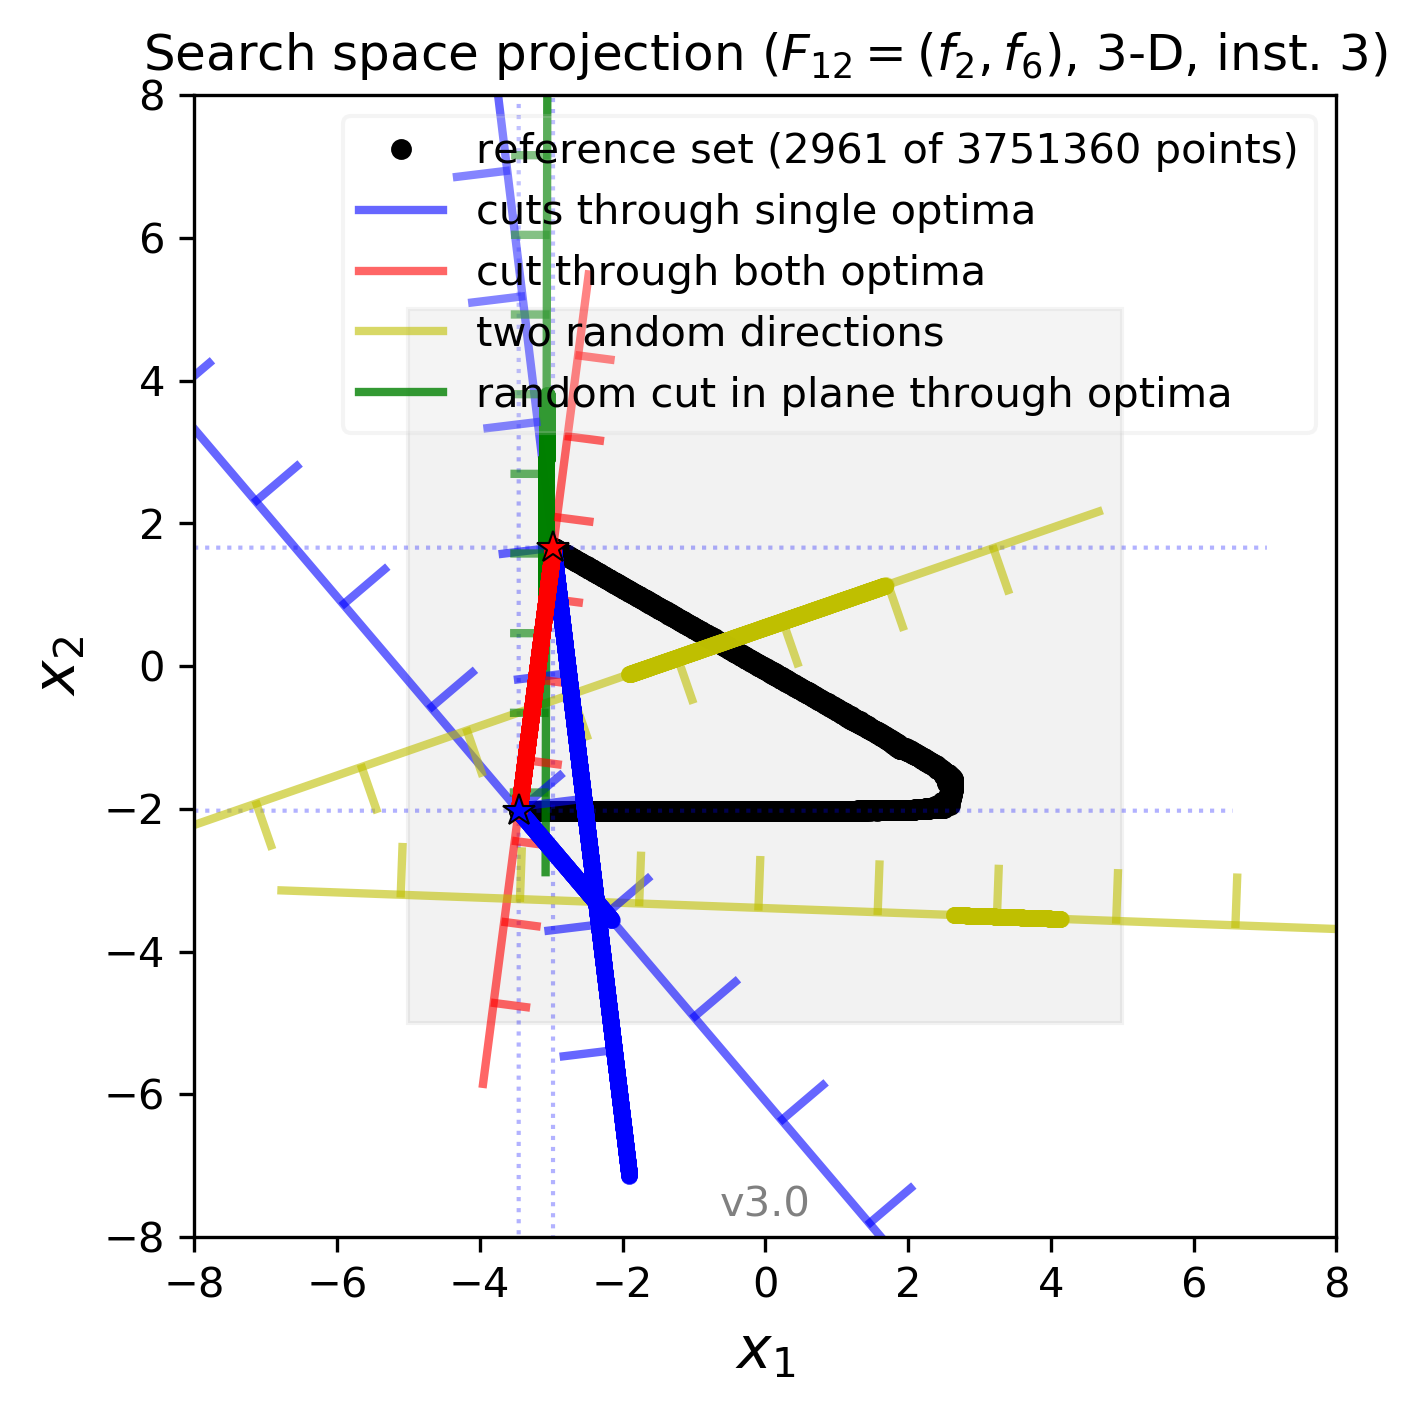 Search space projection (F12 = (f2, f6), 3-D, inst. 3)
8
6
4
2
0
−2
−4
−6
−8
x2
reference set (2961 of 3751360 points)
cuts through single optima
cut through both optima
two random directions
random cut in plane through optima
v3.0
−8 −6 −4 −2 0 2 4 6 8
x1